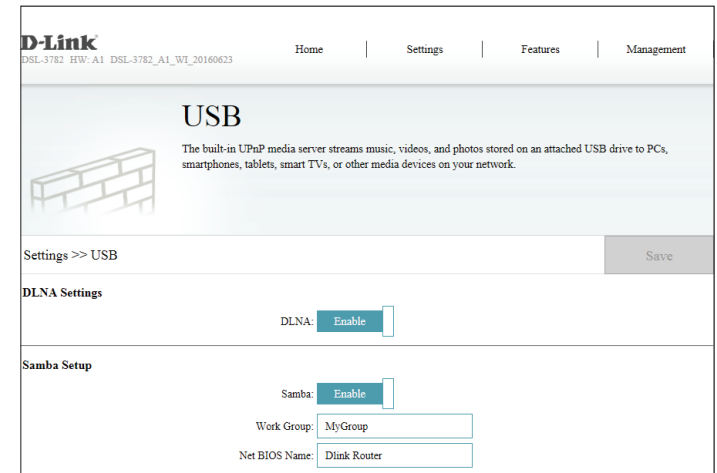 D-Link
DSL-3782 HW: A1 DSL-3782_A1_WI_20160623
Home Settings Features Management
USB
The built-in UPnP media server streams music, videos, and photos stored on an attached USB drive to PCs,
smartphones, tablets, smart TVs, or other media devices on your network.
Settings >> USB Save
DLNA Settings
DLNA: Enable
Samba Setup
Samba: Enable
Work Group: MyGroup
Net BIOS Name: Dlink Router